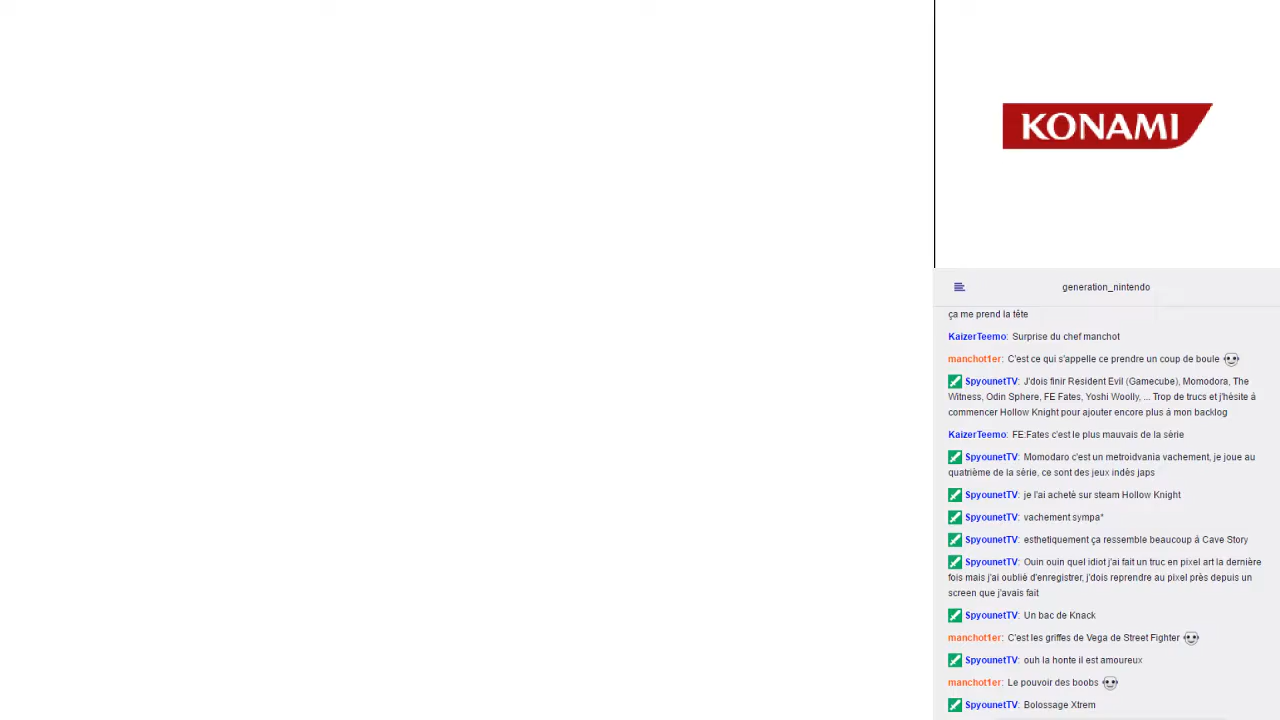 KONAMI
generation_nintendo
ça me prend la tête
KaizerTeemo: Surprise du chef manchot
manchot1er: C'est ce qui s'appelle ce prendre un coup de boule
SpyounetTV: J'dois finir Resident Evil (Gamecube), Momodora, The
Witness, Odin Sphere, FE Fates, Yoshi Woolly, ... Trop de trucs et j'hésite à
commencer Hollow Knight pour ajouter encore plus à mon backlog
KaizerTeemo: FE:Fates c'est le plus mauvais de la série
SpyounetTV: Momodaro c'est un metroidvania vachement, je joue au
quatrième de la série, ce sont des jeux indés japs
SpyounetTV: je l'ai acheté sur steam Hollow Knight
SpyounetTV: vachement sympa*
SpyounetTV: esthetiquement ça ressemble beaucoup à Cave Story
SpyounetTV: Ouin ouin quel idiot j'ai fait un truc en pixel art la dernière
fois mais j'ai oublié d'enregistrer, j'dois reprendre au pixel près depuis un
screen que j'avais fait
SpyounetTV: Un bac de Knack
manchot1er: C'est les griffes de Vega de Street Fighter
SpyounetTV: ouh la honte il est amoureux
manchot1er: Le pouvoir des boobs
SpyounetTV: Bolossage Xtrem